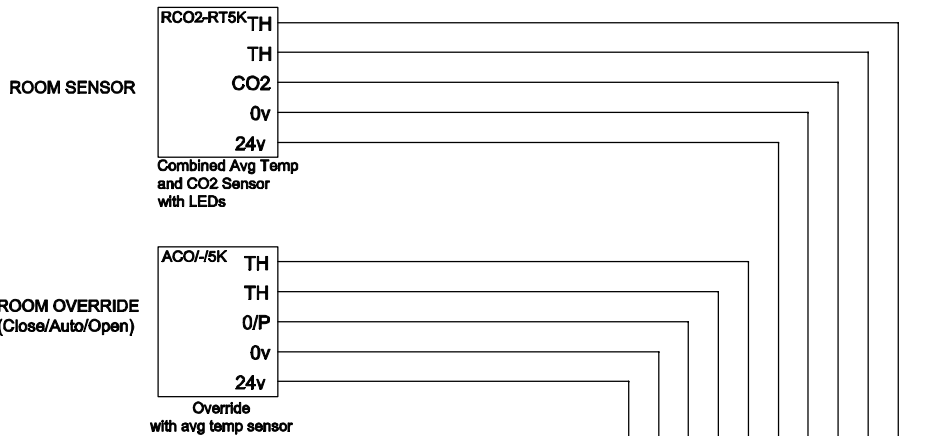 RCO2-RT5K
TH
TH
ROOM SENSOR
CO2
0v
24v
Combined Avg Temp
and CO2 Sensor
with LEDs
ACO/-/5K
TH
TH
ROOM OVERRIDE
(Close/Auto/Open)
0/P
0v
24v
Override
with avg temp sensor